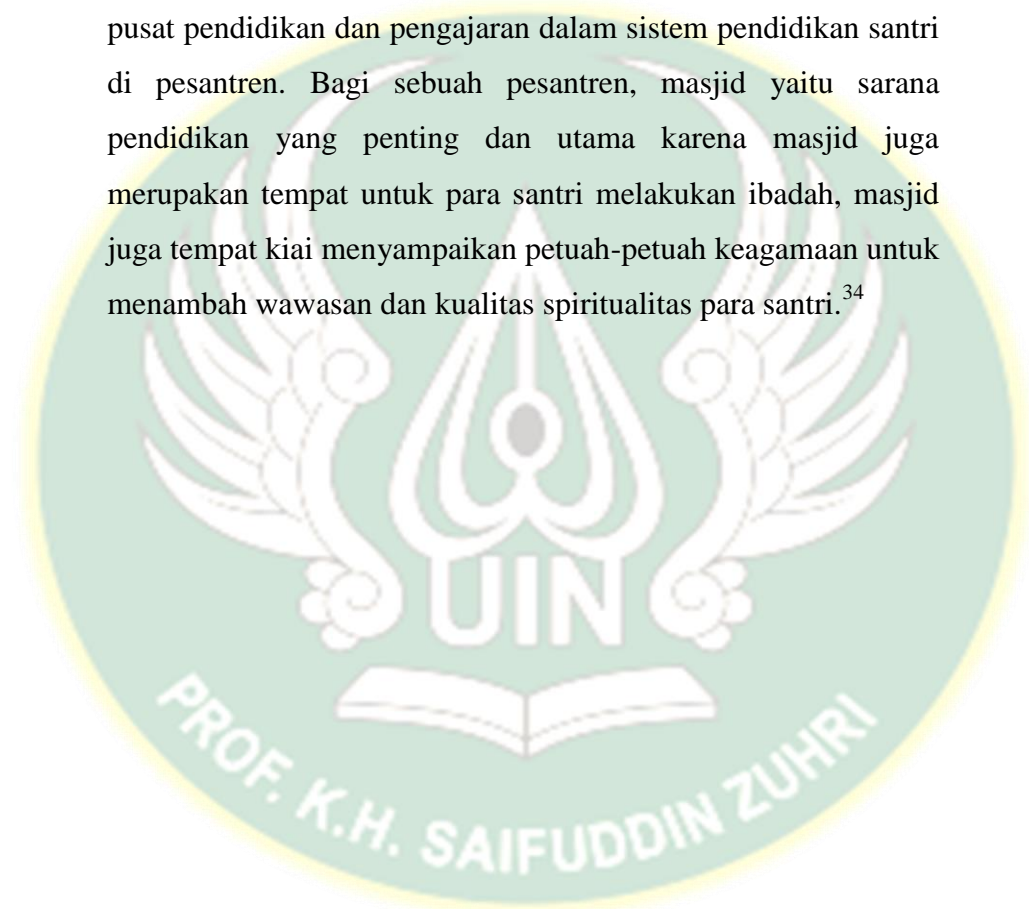 pusat pendidikan dan pengajaran dalam sistem pendidikan santri
di pesantren. Bagi sebuah pesantren, masjid yaitu sarana
pendidikan yang penting dan utama karena masjid juga
merupakan tempat untuk para santri melakukan ibadah, masjid
juga tempat kiai menyampaikan petuah-petuah keagamaan untuk
menambah wawasan dan kualitas spiritualitas para santri.34
UIN
PROF. K.H. SAIFUDDIN ZUHRI